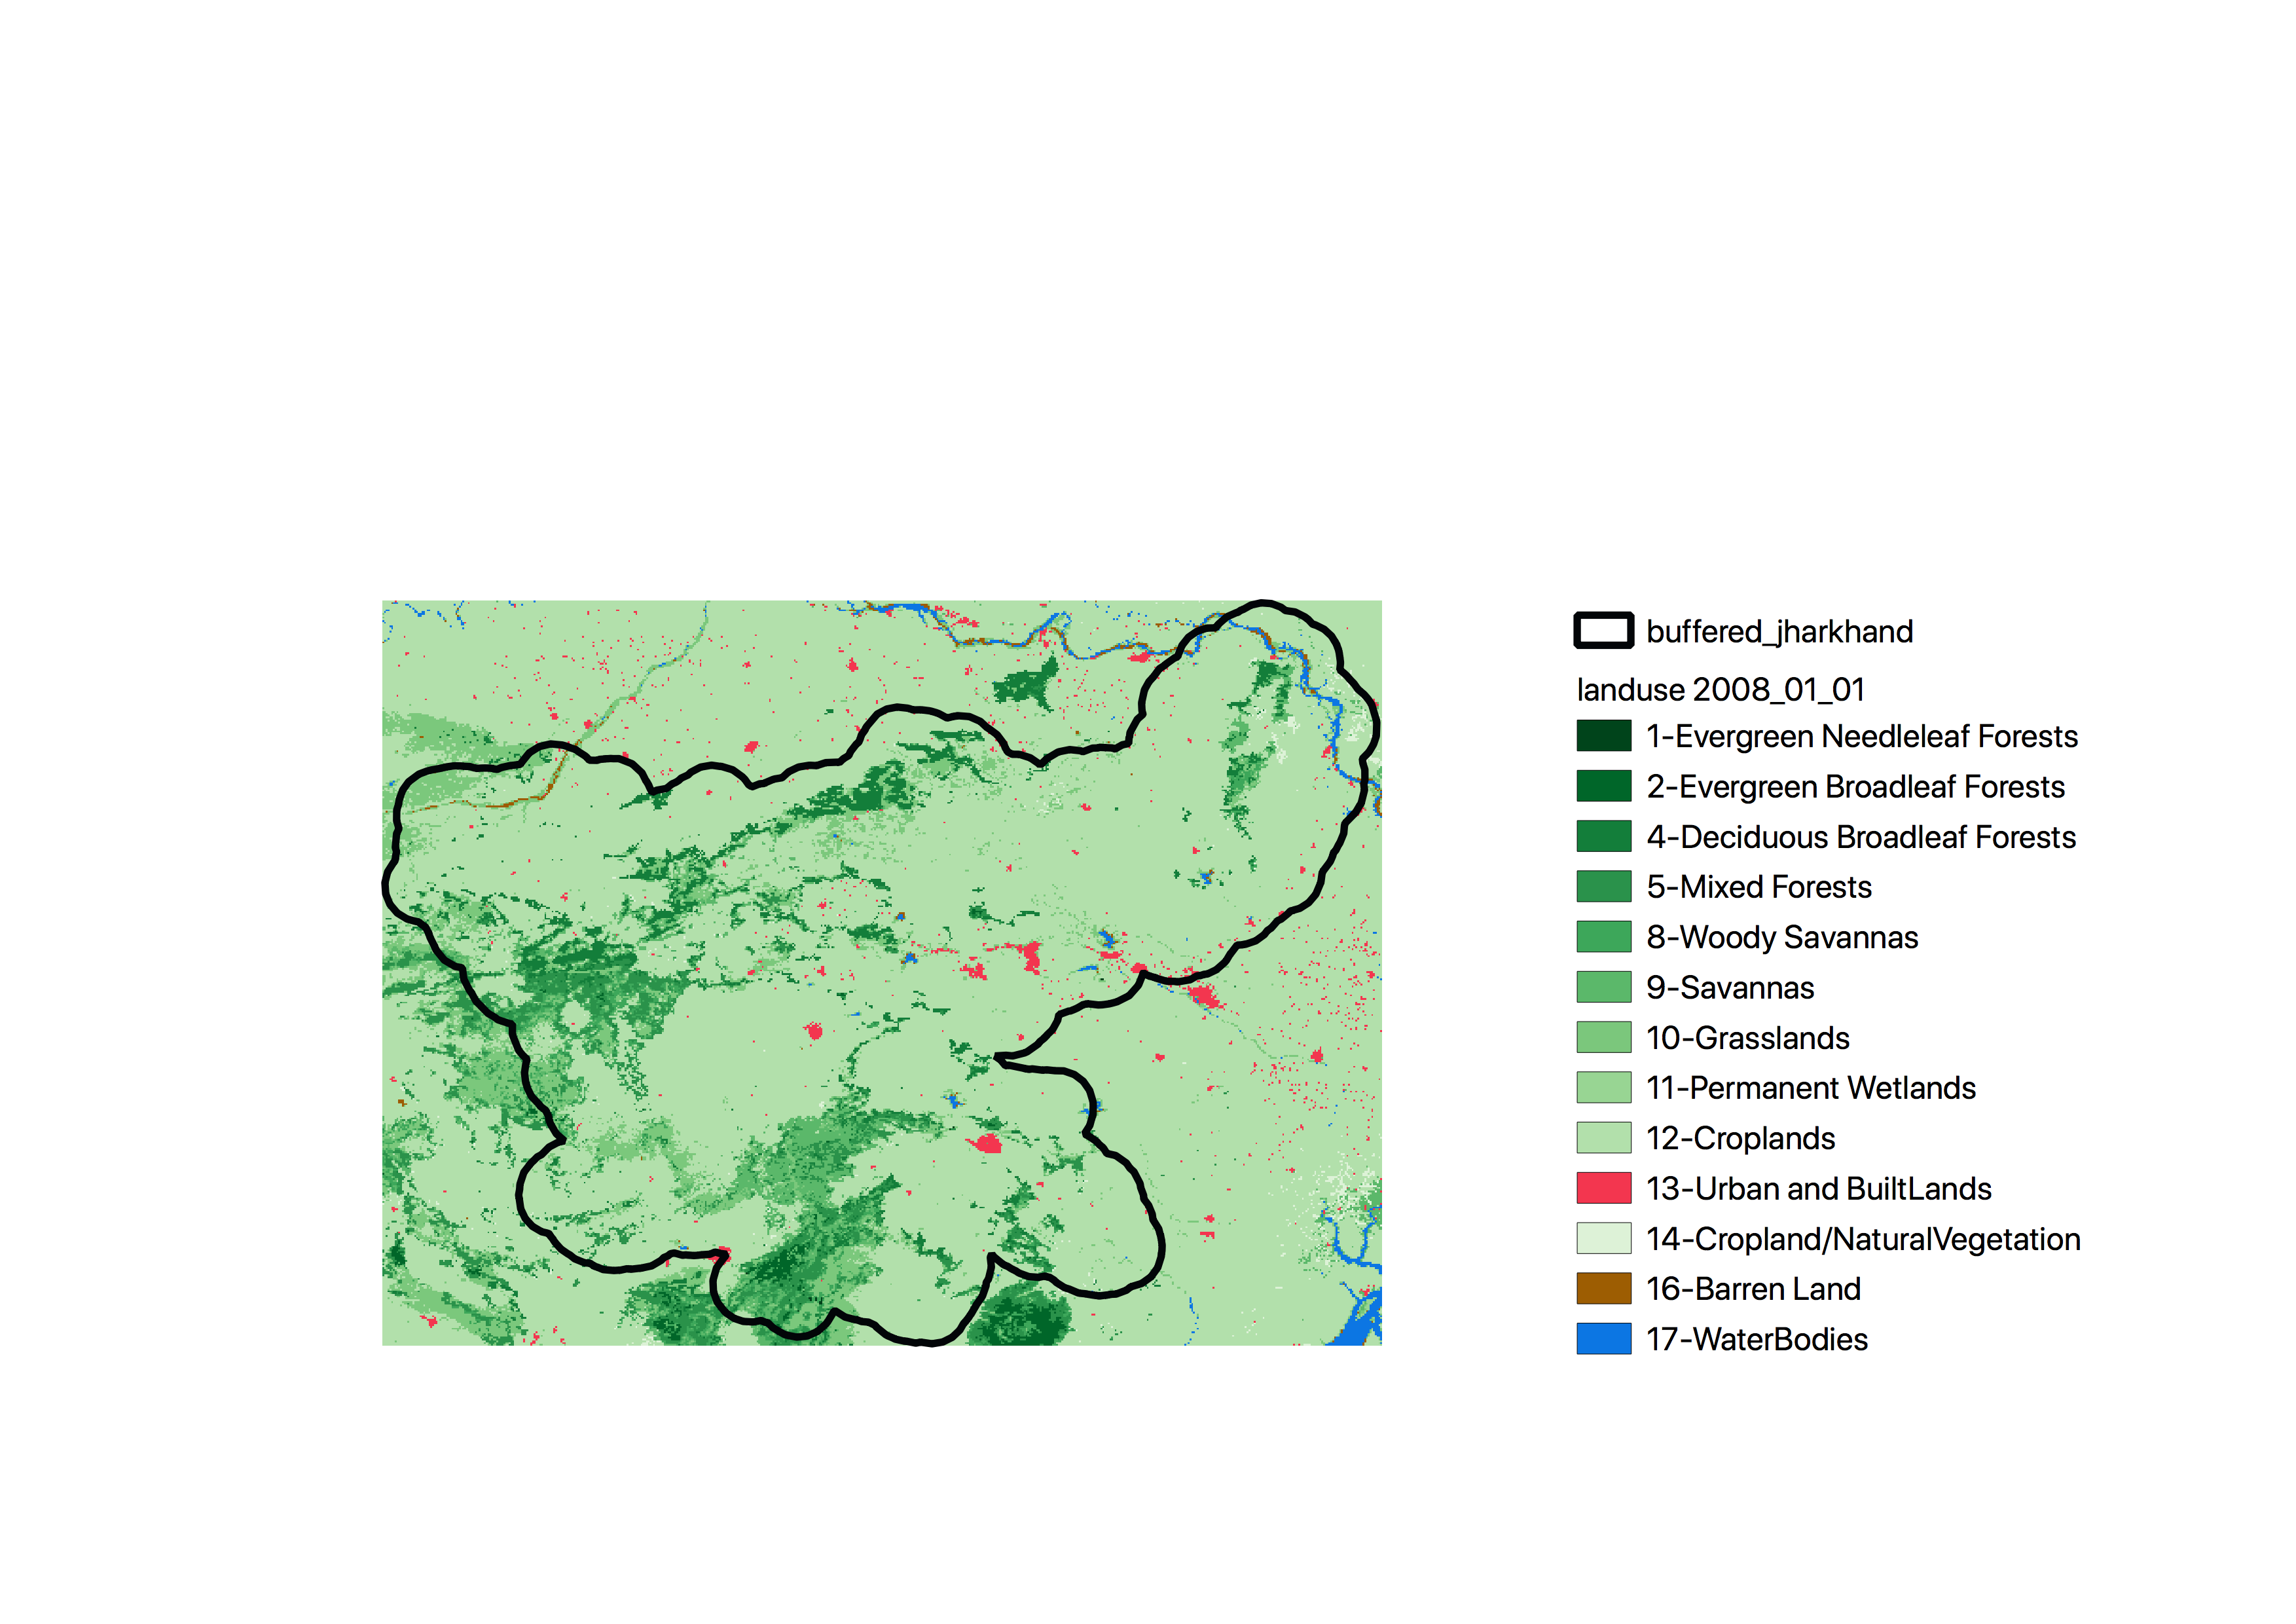 buffered_jharkhand
landuse 2008_01_01
1-Evergreen Needleleaf Forests
2-Evergreen Broadleaf Forests
4-Deciduous Broadleaf Forests
5-Mixed Forests
8-Woody Savannas
9-Savannas
10-Grasslands
11-Permanent Wetlands
12-Croplands
13-Urban and BuiltLands
14-Cropland/NaturalVegetation
16-Barren Land
17-WaterBodies